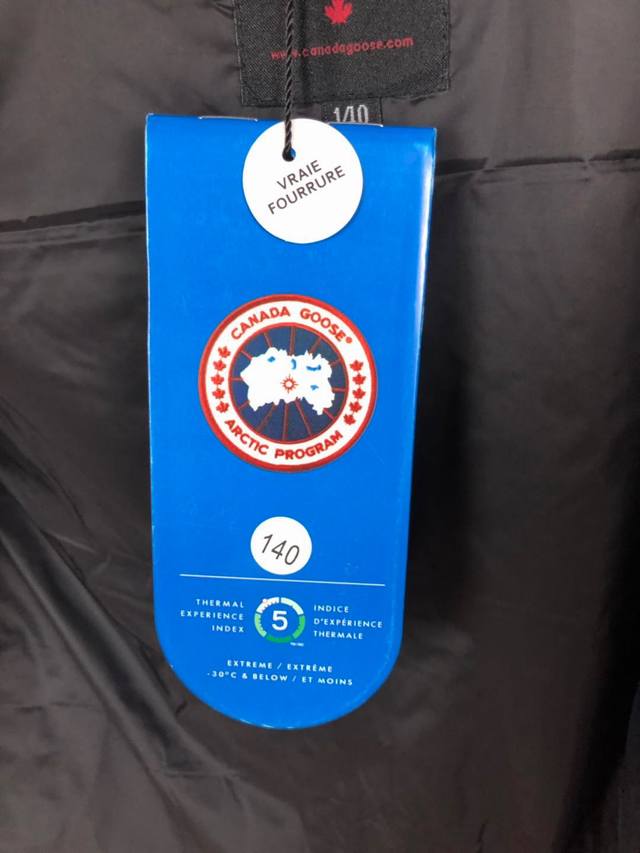 www.canadagoose.com
140
VRAIE
FOURRURE
CANADA GOOSE®
ARCTIC PROGRAM
140
THERMAL
EXPERIENCE
INDEX
5
INDICE
D'EXPÉRIENCE
THERMALE
EXTREME / EXTRÊME
-30°C & BELOW / ET MOINS